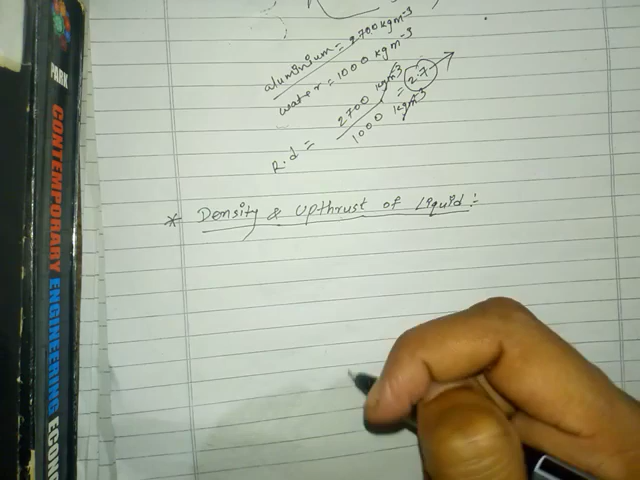 aluminium = 2700 kgm-3
water = 1000 kgm-3
R.d = 2700 kgm-3 / 1000 kgm-3 = 2.7
* Density & Upthrust of Liquid :-
PARK
CONTEMPORARY ENGINEERING ECON